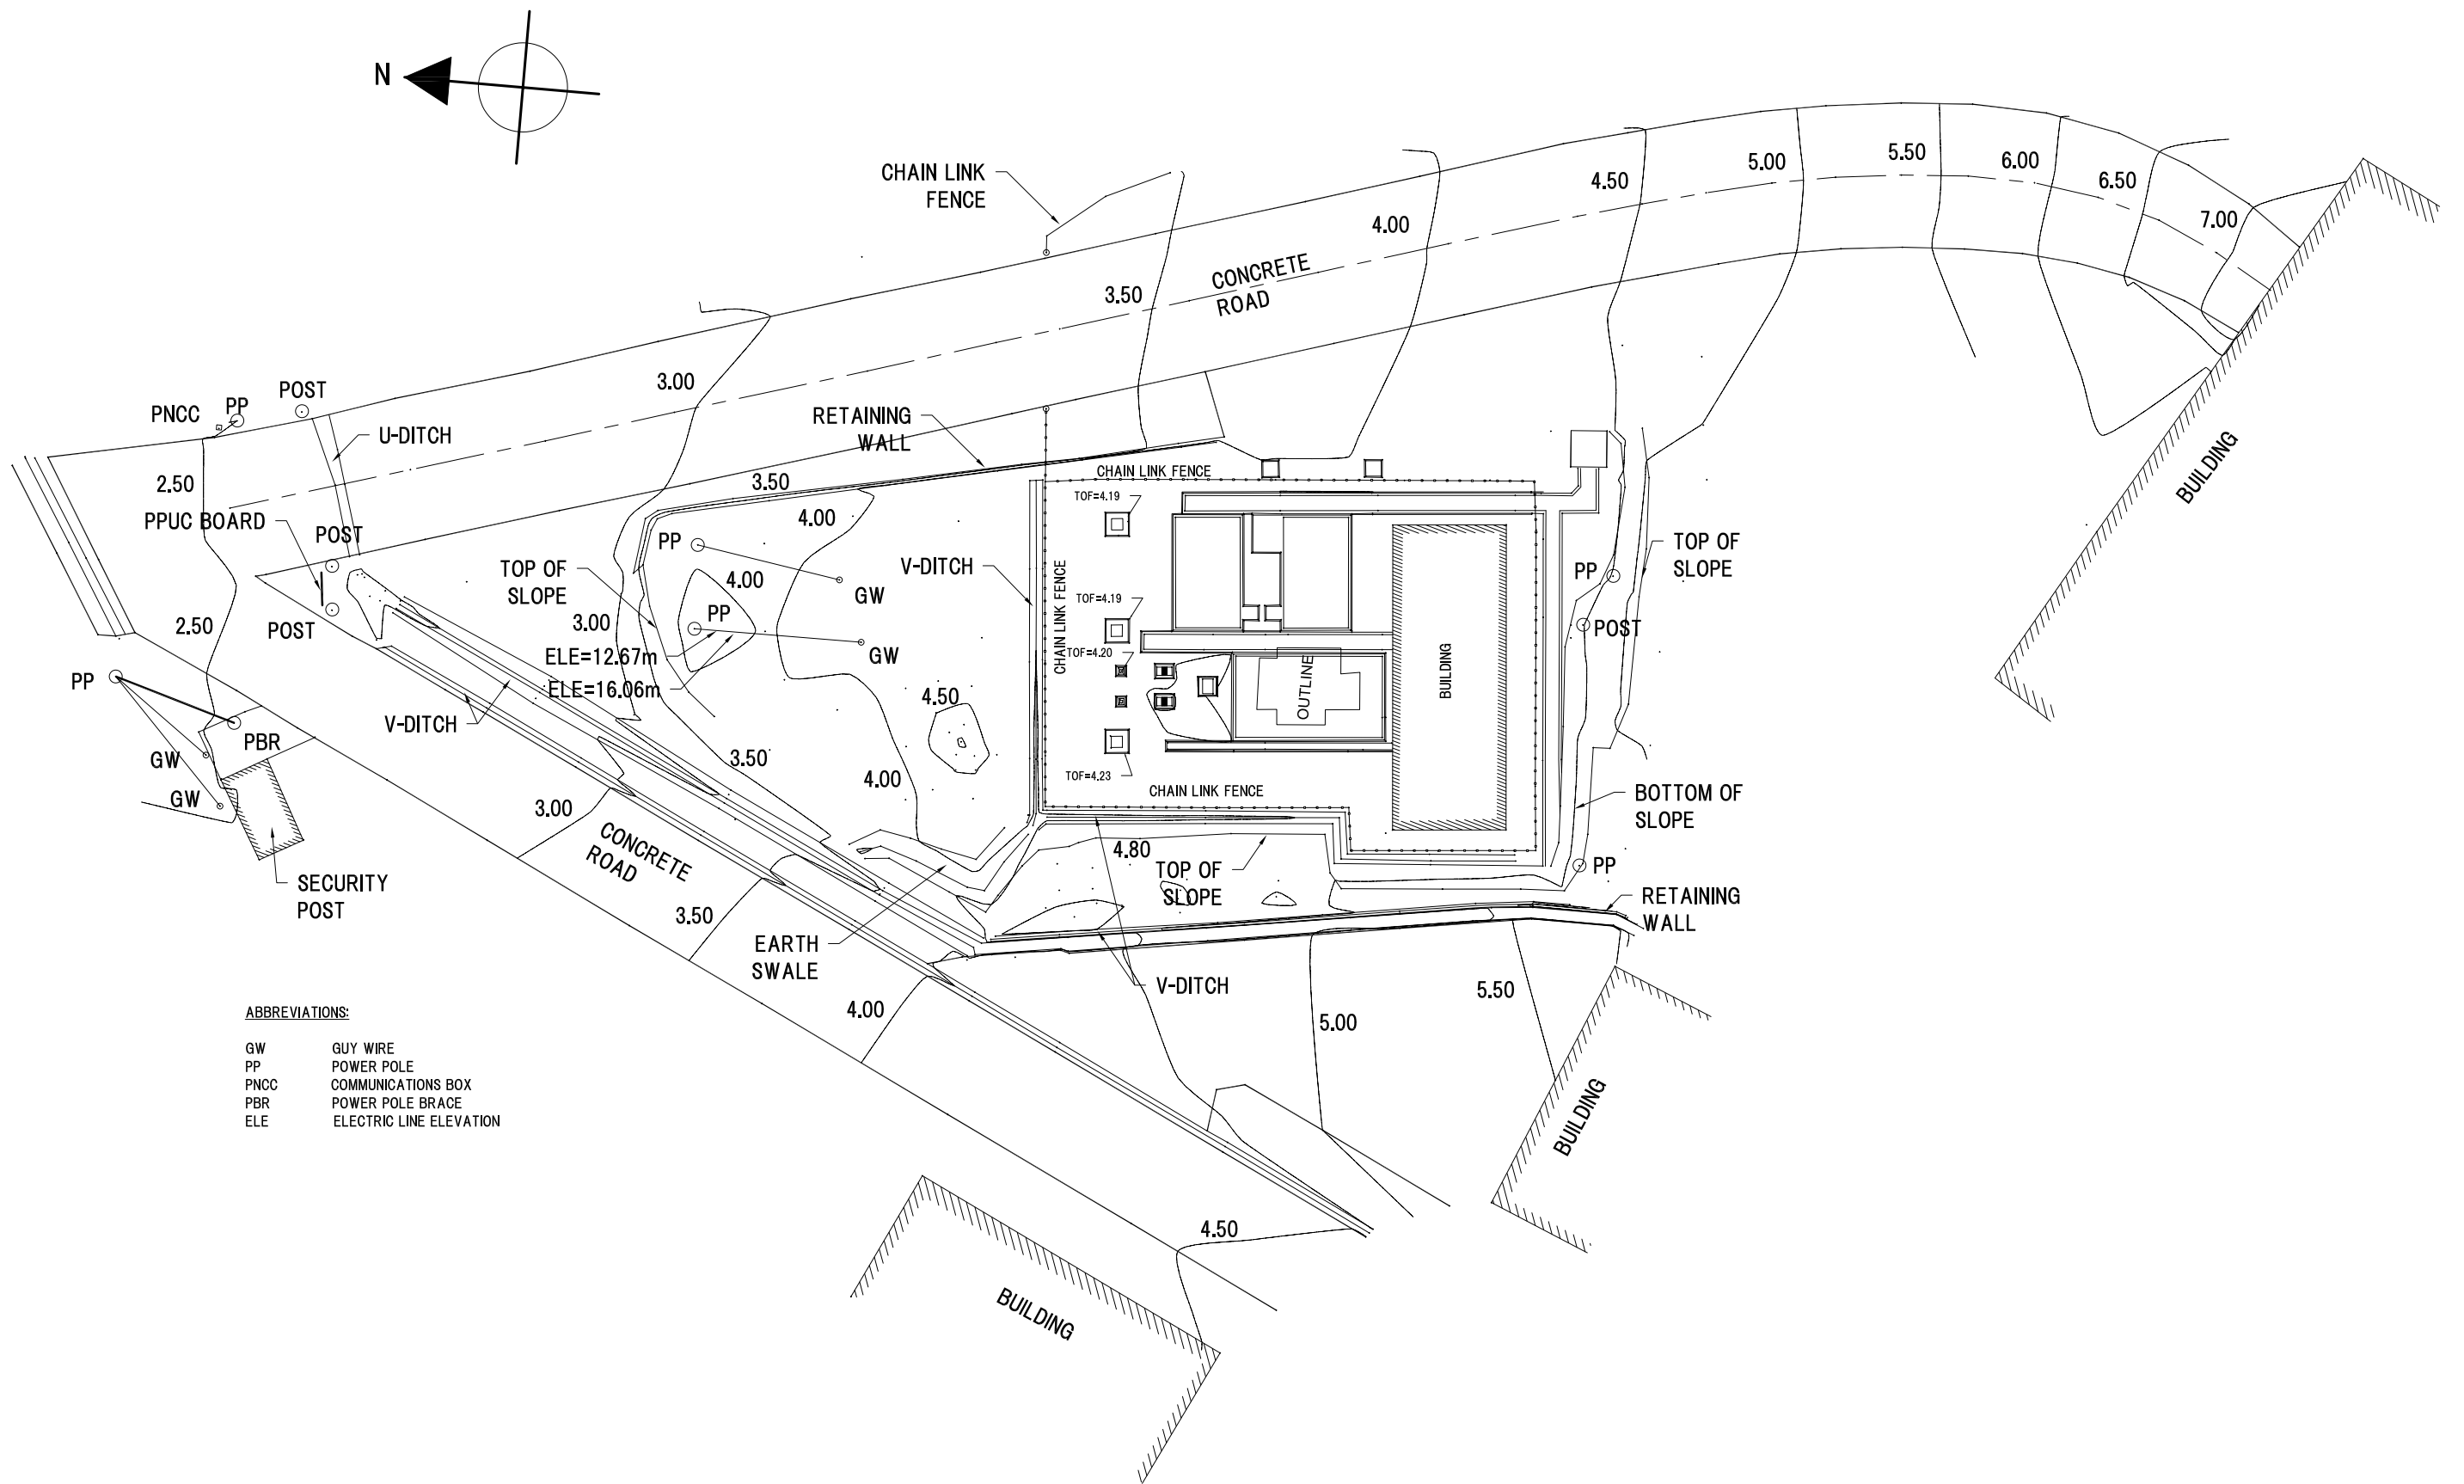 N
CHAIN LINK
FENCE
4.50
5.00
5.50
6.00
6.50
7.00
4.00
3.50
CONCRETE
ROAD
3.00
PNCC
PP
POST
U-DITCH
RETAINING
WALL
2.50
3.50
CHAIN LINK FENCE
TOF=4.19
4.00
PPUC BOARD
POST
PP
TOP OF
SLOPE
4.00
GW
V-DITCH
CHAIN LINK FENCE
TOF=4.19
PP
3.00
2.50
POST
GW
ELE=12.67m
ELE=16.06m
TOF=4.20
OUTLINE
BUILDING
PP
POST
TOP OF
SLOPE
BUILDING
PP
V-DITCH
PBR
GW
GW
4.50
3.50
4.00
TOF=4.23
CHAIN LINK FENCE
BOTTOM OF
SLOPE
3.00
CONCRETE
ROAD
4.80
TOP OF
SLOPE
PP
SECURITY
POST
3.50
EARTH
SWALE
RETAINING
WALL
V-DITCH
4.00
5.00
5.50
BUILDING
ABBREVIATIONS:
GW GUY WIRE
PP POWER POLE
PNCC COMMUNICATIONS BOX
PBR POWER POLE BRACE
ELE ELECTRIC LINE ELEVATION
4.50
BUILDING